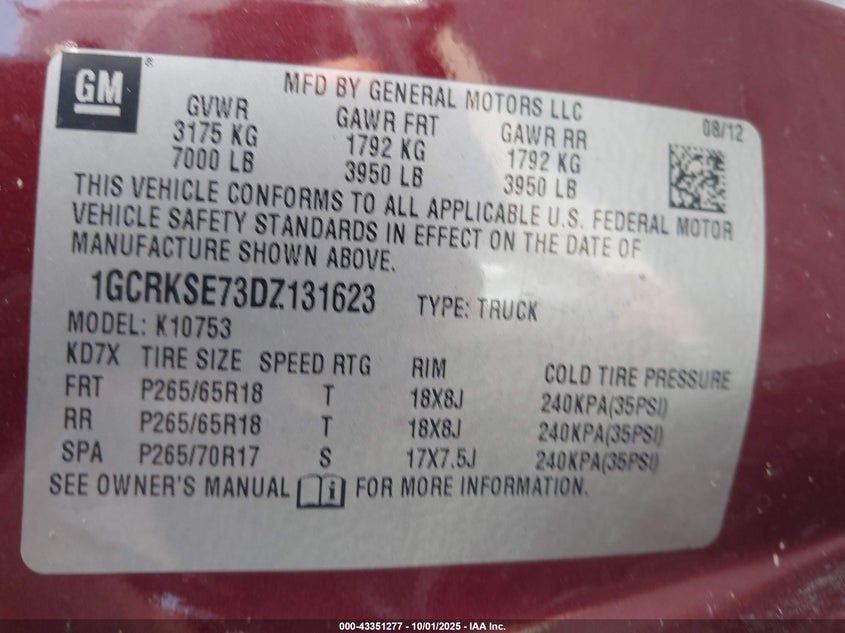 GM ®
MFD BY GENERAL MOTORS LLC
08/12
GVWR GAWR FRT GAWR RR
3175 KG 1792 KG 1792 KG
7000 LB 3950 LB 3950 LB
THIS VEHICLE CONFORMS TO ALL APPLICABLE U.S. FEDERAL MOTOR
VEHICLE SAFETY STANDARDS IN EFFECT ON THE DATE OF
MANUFACTURE SHOWN ABOVE.
1GCRKSE73DZ131623 TYPE: TRUCK
MODEL: K10753
KD7X TIRE SIZE SPEED RTG RIM COLD TIRE PRESSURE
FRT P265/65R18 T 18X8J 240KPA(35PSI)
RR P265/65R18 T 18X8J 240KPA(35PSI)
SPA P265/70R17 S 17X7.5J 240KPA(35PSI)
SEE OWNER'S MANUAL i FOR MORE INFORMATION.
000-43351277 - 10/01/2025 - IAA Inc.